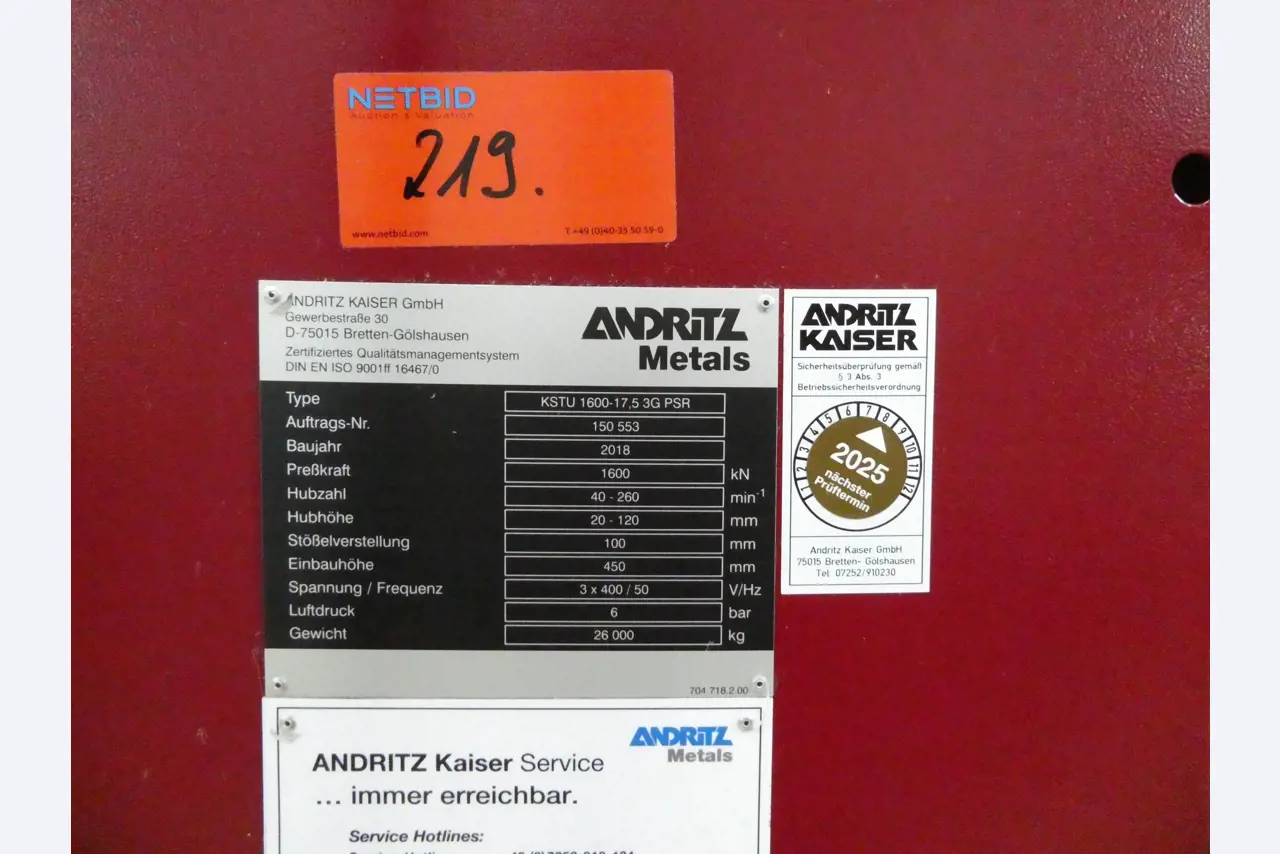 NETBID
Auction & Valuation
219.
www.netbid.com T +49 (0)40-35 50 59-0
ANDRITZ KAISER GmbH
Gewerbestraße 30
D-75015 Bretten-Gölshausen
Zertifiziertes Qualitätsmanagementsystem
DIN EN ISO 9001ff 16467/0
ANDRITZ
Metals
Type KSTU 1600-17,5 3G PSR
Auftrags-Nr. 150 553
Baujahr 2018
Preßkraft 1600 kN
Hubzahl 40 - 260 min⁻¹
Hubhöhe 20 - 120 mm
Stößelverstellung 100 mm
Einbauhöhe 450 mm
Spannung / Frequenz 3 x 400 / 50 V/Hz
Luftdruck 6 bar
Gewicht 26 000 kg
704 718.2.00
ANDRITZ
KAISER
Sicherheitsüberprüfung gemäß
§ 3 Abs. 3
Betriebssicherheitsverordnung
1 2 3 4 5 6 7 8 9 10 11 12
2025
nächster
Prüftermin
Andritz Kaiser GmbH
75015 Bretten- Gölshausen
Tel: 07252/910230
ANDRITZ
Metals
ANDRITZ Kaiser Service
... immer erreichbar.
Service Hotlines: